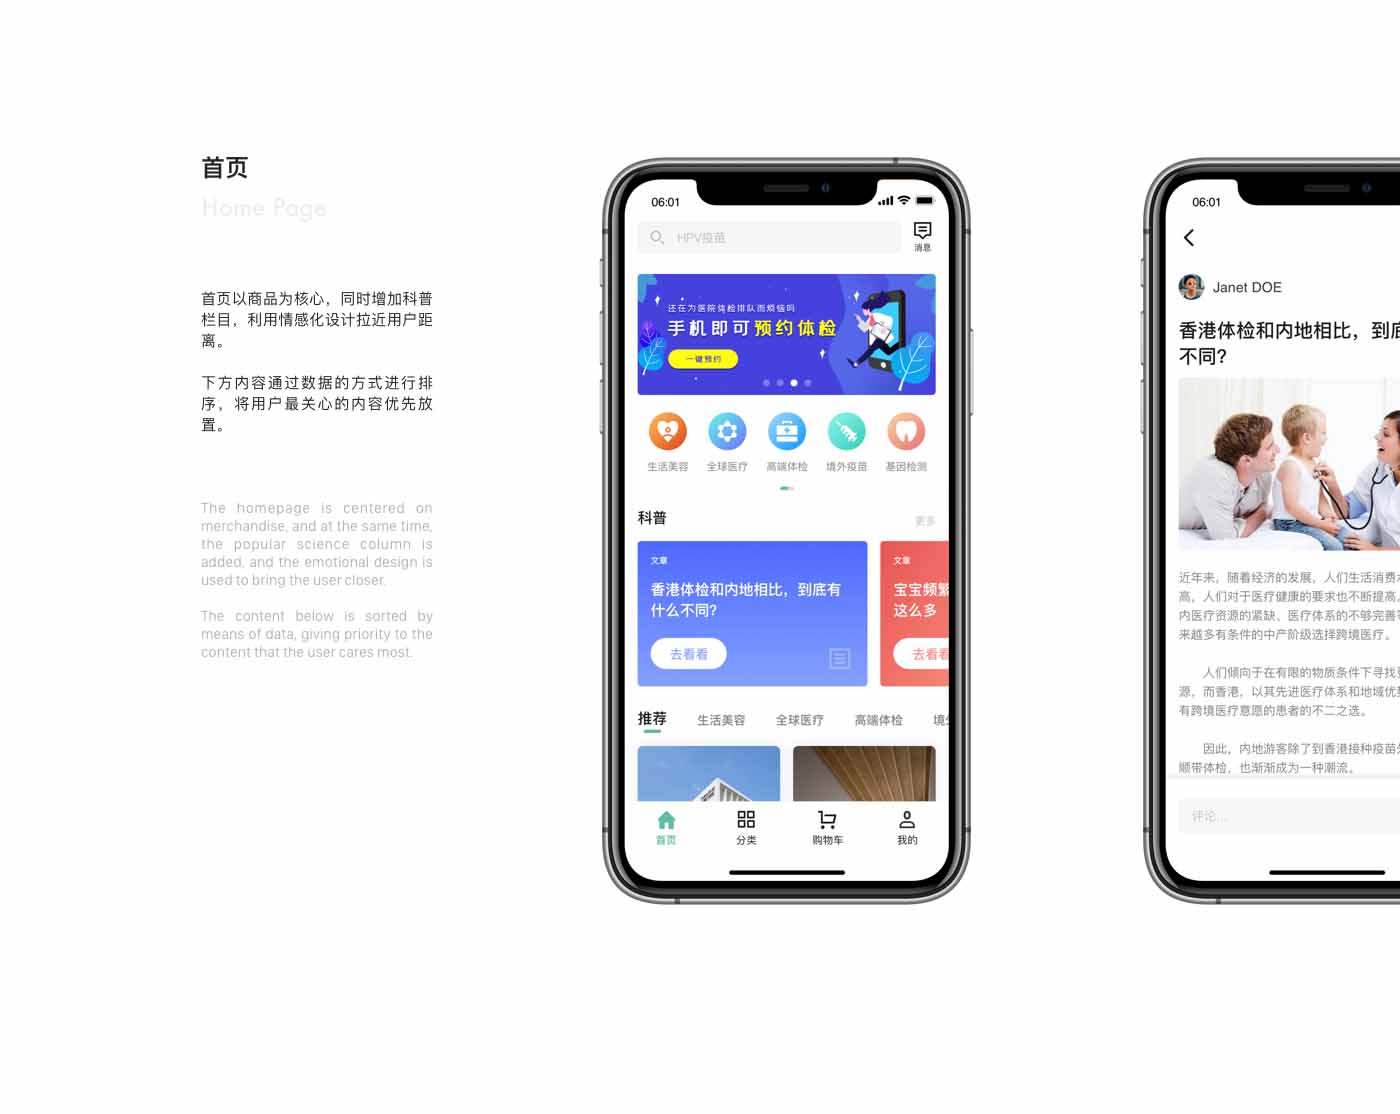 首页
Home Page
首页以商品为核心，同时增加科普
栏目，利用情感化设计拉近用户距
离。
下方内容通过数据的方式进行排
序，将用户最关心的内容优先放
置。
The homepage is centered on
merchandise, and at the same time,
the popular science column is
added, and the emotional design is
used to bring the user closer.
The content below is sorted by
means of data, giving priority to the
content that the user cares most.
06:01
HPV疫苗
消息
还在为医院体检排队而烦恼吗
手机即可预约体检
一键预约
生活美容 全球医疗 高端体检 境外疫苗 基因检测
科普
更多
文章
香港体检和内地相比，到底有
什么不同?
去看看
文章
宝宝频繁
这么多
去看看
推荐 生活美容 全球医疗 高端体检 境外
首页 分类 购物车 我的
06:01
Janet DOE
香港体检和内地相比，到底
不同?
近年来，随着经济的发展，人们生活消费水
高，人们对于医疗健康的要求也不断提高。
内医疗资源的紧缺、医疗体系的不够完善等
来越多有条件的中产阶级选择跨境医疗。
人们倾向于在有限的物质条件下寻找更
源，而香港，以其先进医疗体系和地域优势
有跨境医疗意愿的患者的不二之选。
因此，内地游客除了到香港接种疫苗外
顺带体检，也渐渐成为一种潮流。
评论...